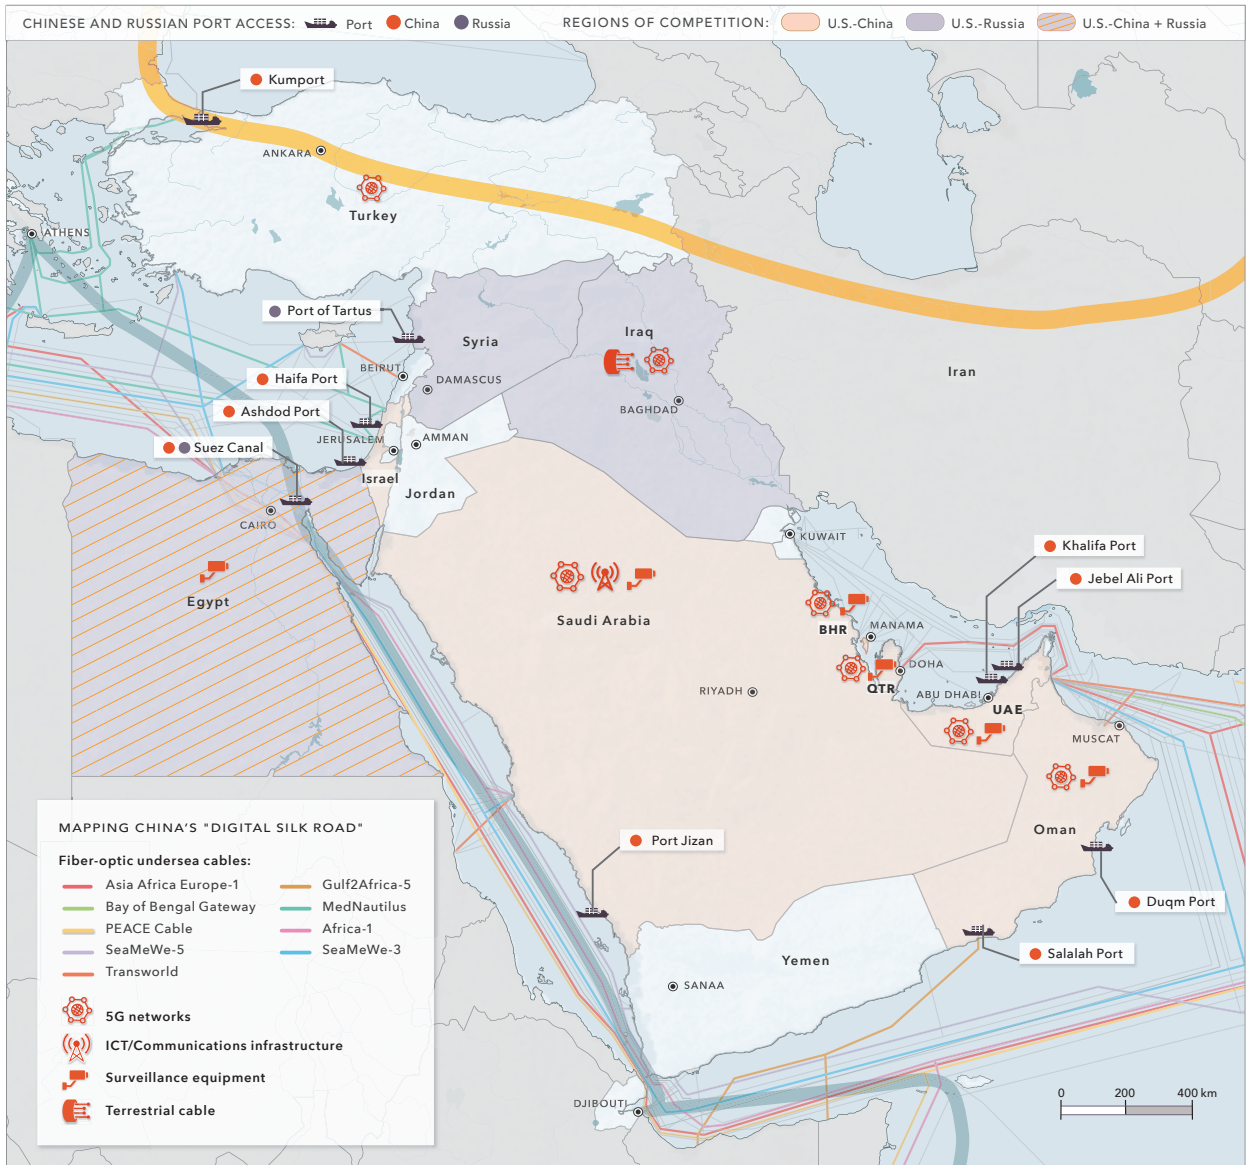 CHINESE AND RUSSIAN PORT ACCESS: Port China Russia REGIONS OF COMPETITION: U.S.-China U.S.-Russia U.S.-China + Russia
Kumport
ANKARA
Turkey
ATHENS
Port of Tartus
Syria
Iraq
BEIRUT
Iran
Haifa Port
DAMASCUS
Ashdod Port
BAGHDAD
JERUSALEM
AMMAN
Suez Canal
Israel
Jordan
CAIRO
KUWAIT
Khalifa Port
Jebel Ali Port
Egypt
Saudi Arabia
BHR
MANAMA
DOHA
QTR
RIYADH
ABU DHABI
UAE
MUSCAT
Oman
Port Jizan
Duqm Port
Salalah Port
Yemen
SANAA
DJIBOUTI
MAPPING CHINA'S "DIGITAL SILK ROAD"
Fiber-optic undersea cables:
Asia Africa Europe-1
Gulf2Africa-5
Bay of Bengal Gateway
MedNautilus
PEACE Cable
Africa-1
SeaMeWe-5
SeaMeWe-3
Transworld
5G networks
ICT/Communications infrastructure
Surveillance equipment
Terrestrial cable
0 200 400 km